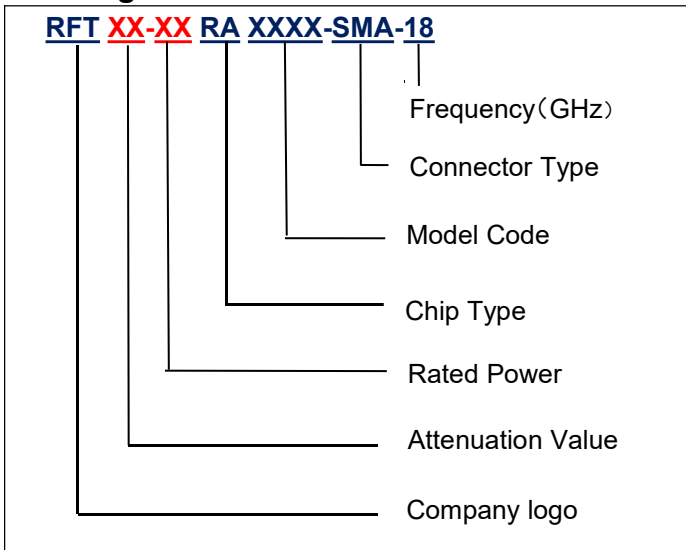 RFT XX-XX RA XXXX-SMA-18
Frequency（GHz）
Connector Type
Model Code
Chip Type
Rated Power
Attenuation Value
Company logo